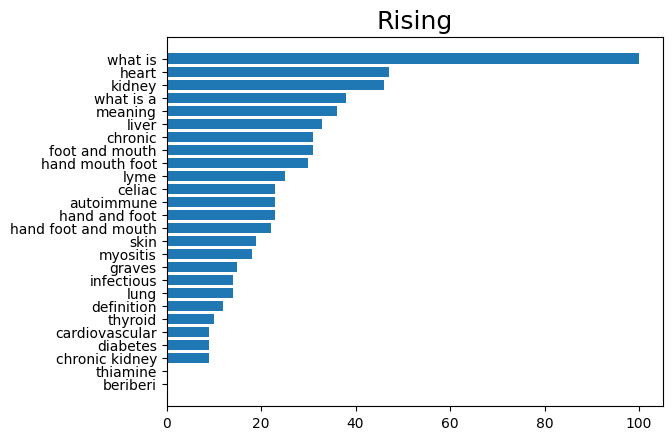 Rising
what is
heart
kidney
what is a
meaning
liver
chronic
foot and mouth
hand mouth foot
lyme
celiac
autoimmune
hand and foot
hand foot and mouth
skin
myositis
graves
infectious
lung
definition
thyroid
cardiovascular
diabetes
chronic kidney
thiamine
beriberi
0 20 40 60 80 100